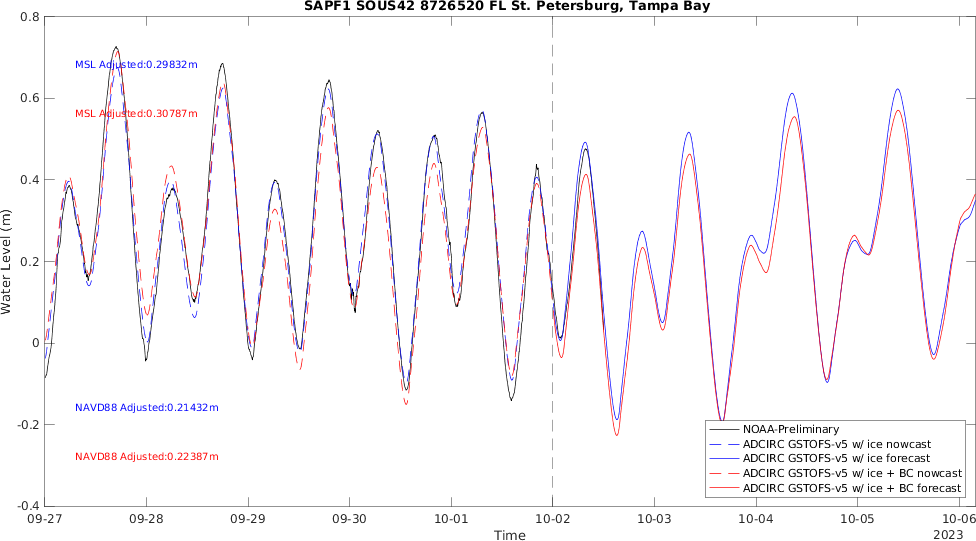 SAPF1 SOUS42 8726520 FL St. Petersburg, Tampa Bay
Water Level (m)
0.8
0.6
0.4
0.2
0
-0.2
-0.4
MSL Adjusted:0.29832m
MSL Adjusted:0.30787m
NAVD88 Adjusted:0.21432m
NAVD88 Adjusted:0.22387m
NOAA-Preliminary
ADCIRC GSTOFS-v5 w/ ice nowcast
ADCIRC GSTOFS-v5 w/ ice forecast
ADCIRC GSTOFS-v5 w/ ice + BC nowcast
ADCIRC GSTOFS-v5 w/ ice + BC forecast
09-27 09-28 09-29 09-30 10-01 10-02 10-03 10-04 10-05 10-06
Time
2023